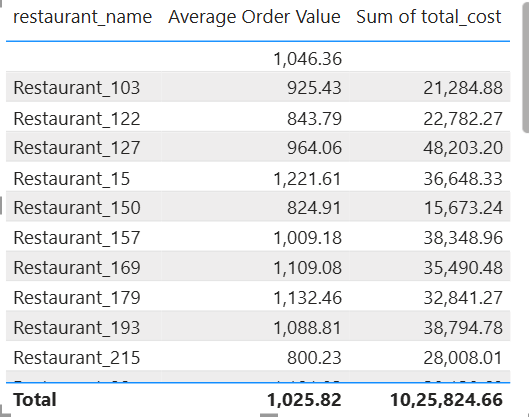 restaurant_name Average Order Value Sum of total_cost
1,046.36
Restaurant_103 925.43 21,284.88
Restaurant_122 843.79 22,782.27
Restaurant_127 964.06 48,203.20
Restaurant_15 1,221.61 36,648.33
Restaurant_150 824.91 15,673.24
Restaurant_157 1,009.18 38,348.96
Restaurant_169 1,109.08 35,490.48
Restaurant_179 1,132.46 32,841.27
Restaurant_193 1,088.81 38,794.78
Restaurant_215 800.23 28,008.01
Total 1,025.82 10,25,824.66